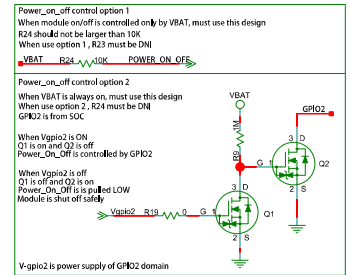 Power_on_off control option 1
When module on/off is controlled only by VBAT, must use this design
R24 should not be larger than 10K
When use option 1, R23 must be DNI
VBAT R24 10K POWER_ON_OFF
Power_on_off control option 2
When VBAT is always on, must use this design
When use option 2, R24 must be DNI
GPIO2 is from SOC
VBAT
GPIO2
When Vgpio2 is ON
Q1 is on and Q2 is off
Power_On_Off is controlled by GPIO2
R9 1M
3 D
G 1
Q2
2 S
When Vgpio2 is off
Q1 is off and Q2 is on
Power_On_Off is is pulled LOW
Module is shut off safely
3 D
Vgpio2 R19 0 G 1
Q1
2 S
V-gpio2 is power supply of GPIO2 domain